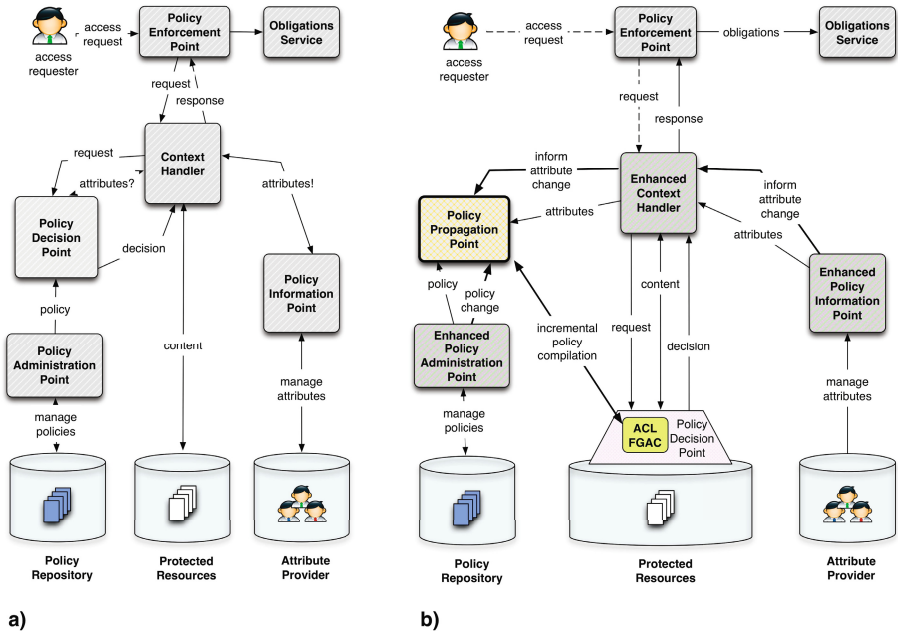 Policy
Enforcement
Point
Obligations
Service
access
request
access
requester
request
response
Context
Handler
request
attributes?
attributes!
Policy
Decision
Point
decision
Policy
Information
Point
policy
Policy
Administration
Point
content
manage
attributes
manage
policies
Policy
Repository
Protected
Resources
Attribute
Provider
a)
Policy
Enforcement
Point
obligations
Obligations
Service
access
request
access
requester
request
response
inform
attribute
change
Enhanced
Context
Handler
inform
attribute
change
attributes
attributes
Policy
Propagation
Point
Enhanced
Policy
Information
Point
policy
policy
change
content
incremental
policy
compilation
request
decision
Enhanced
Policy
Administration
Point
manage
attributes
manage
policies
ACL
FGAC
Policy
Decision
Point
Policy
Repository
Protected
Resources
Attribute
Provider
b)